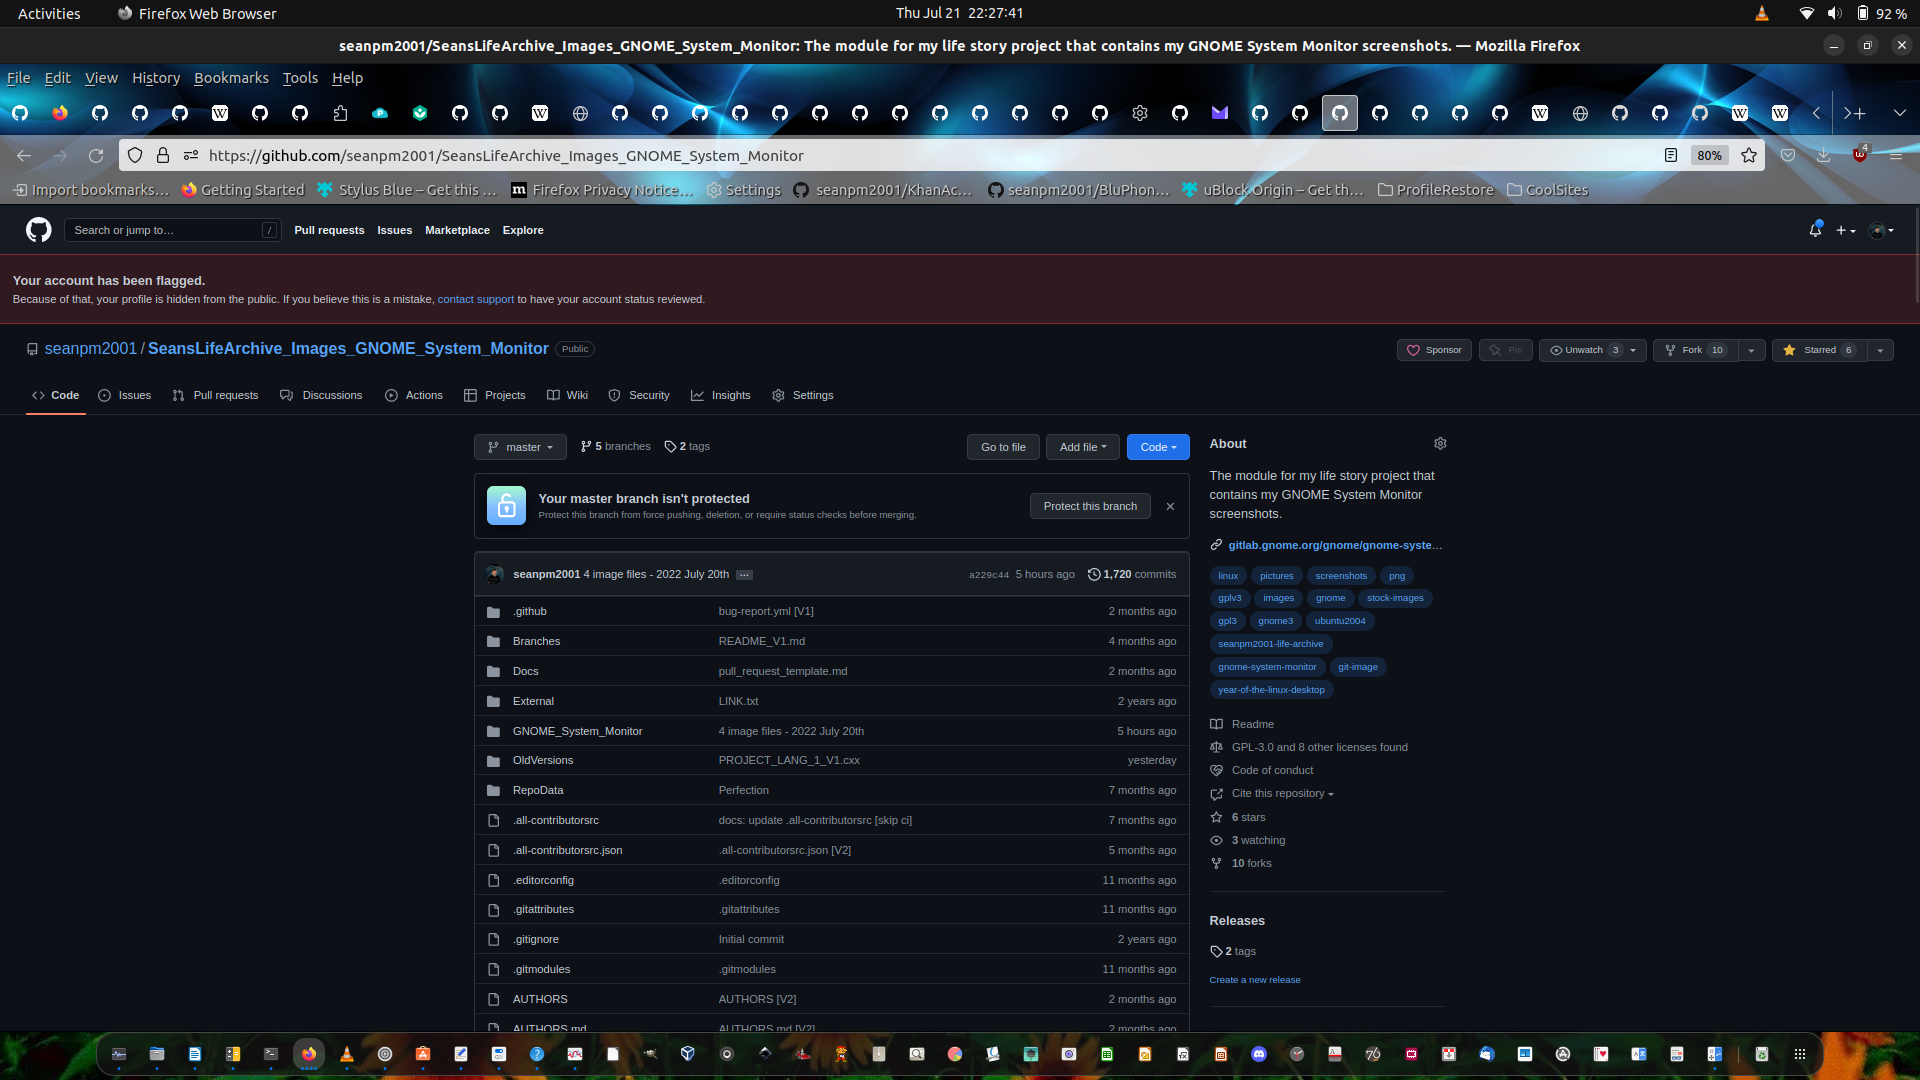 Activities
Firefox Web Browser
Thu Jul 21 22:27:41
92 %
seanpm2001/SeansLifeArchive_Images_GNOME_System_Monitor: The module for my life story project that contains my GNOME System Monitor screenshots. — Mozilla Firefox
File Edit View History Bookmarks Tools Help
https://github.com/seanpm2001/SeansLifeArchive_Images_GNOME_System_Monitor
80%
4
Import bookmarks… Getting Started Stylus Blue – Get this … Firefox Privacy Notice… Settings seanpm2001/KhanAc… seanpm2001/BluPhon… uBlock Origin – Get th… ProfileRestore CoolSites
Search or jump to… /
Pull requests Issues Marketplace Explore
Your account has been flagged.
Because of that, your profile is hidden from the public. If you believe this is a mistake, contact support to have your account status reviewed.
seanpm2001 / SeansLifeArchive_Images_GNOME_System_Monitor Public
Sponsor Pin Unwatch 3 Fork 10 Starred 6
Code Issues Pull requests Discussions Actions Projects Wiki Security Insights Settings
master 5 branches 2 tags
Go to file Add file Code
Your master branch isn't protected
Protect this branch from force pushing, deletion, or require status checks before merging.
Protect this branch
seanpm2001 4 image files - 2022 July 20th … a229c44 5 hours ago 1,720 commits
.github bug-report.yml [V1] 2 months ago
Branches README_V1.md 4 months ago
Docs pull_request_template.md 2 months ago
External LINK.txt 2 years ago
GNOME_System_Monitor 4 image files - 2022 July 20th 5 hours ago
OldVersions PROJECT_LANG_1_V1.cxx yesterday
RepoData Perfection 7 months ago
.all-contributorsrc docs: update .all-contributorsrc [skip ci] 7 months ago
.all-contributorsrc.json .all-contributorsrc.json [V2] 5 months ago
.editorconfig .editorconfig 11 months ago
.gitattributes .gitattributes 11 months ago
.gitignore Initial commit 2 years ago
.gitmodules .gitmodules 11 months ago
AUTHORS AUTHORS [V2] 2 months ago
AUTHORS.md AUTHORS.md [V2] 2 months ago
About
The module for my life story project that
contains my GNOME System Monitor
screenshots.
gitlab.gnome.org/gnome/gnome-syste…
linux pictures screenshots png
gplv3 images gnome stock-images
gpl3 gnome3 ubuntu2004
seanpm2001-life-archive
gnome-system-monitor git-image
year-of-the-linux-desktop
Readme
GPL-3.0 and 8 other licenses found
Code of conduct
Cite this repository
6 stars
3 watching
10 forks
Releases
2 tags
Create a new release